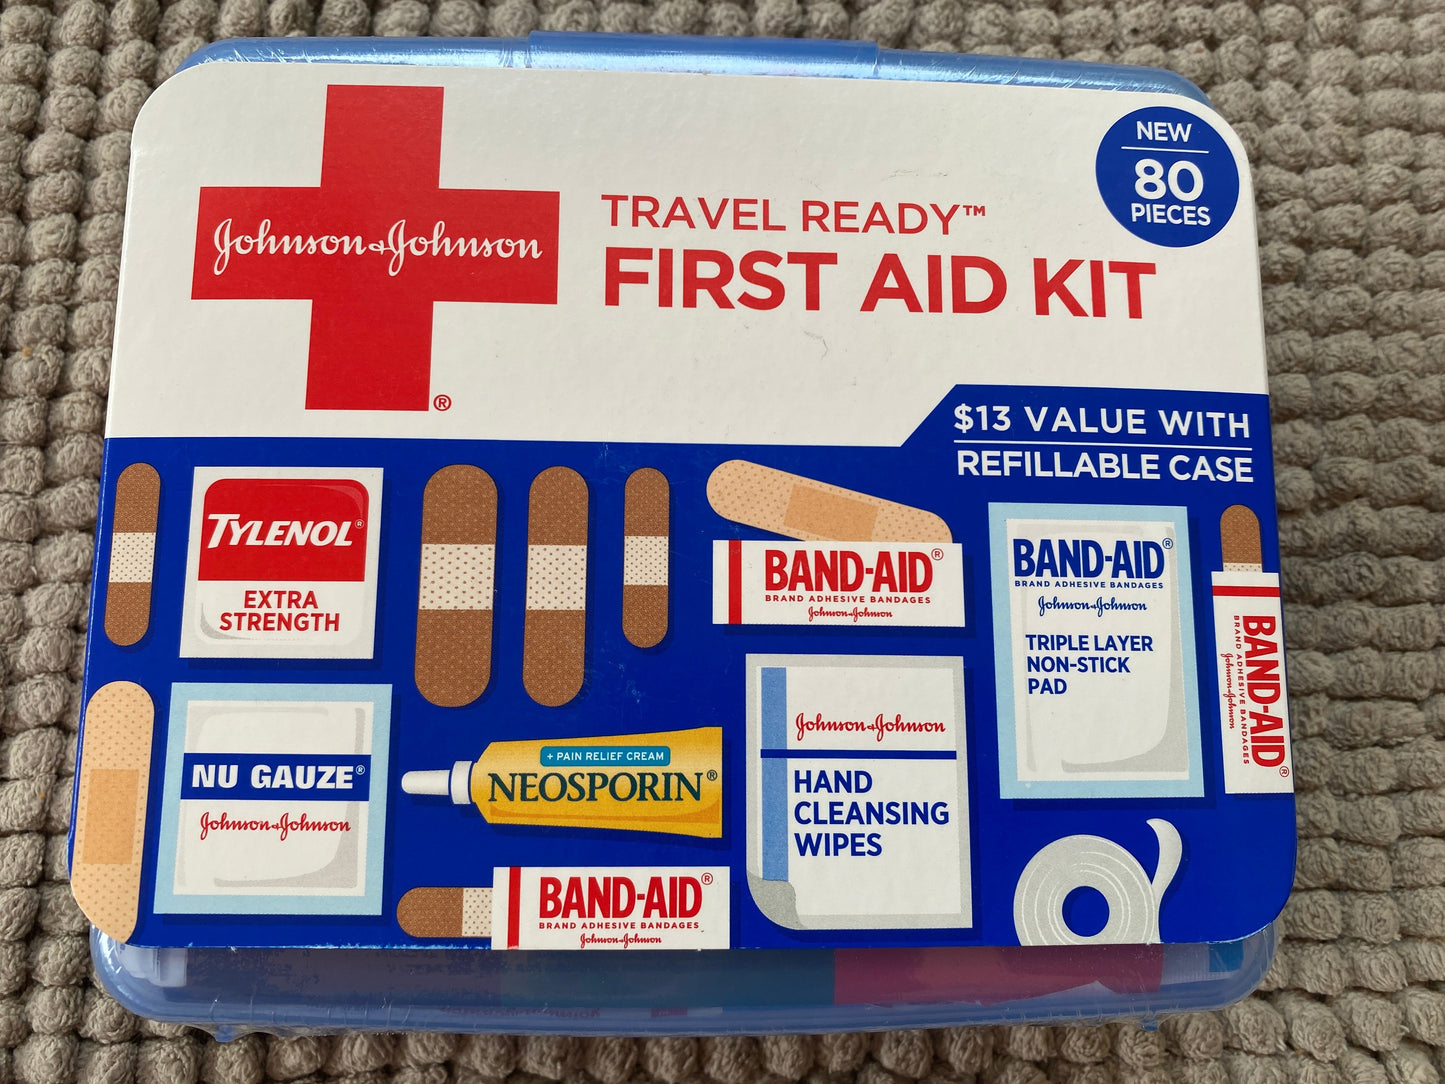 NEW
80
PIECES
Johnson & Johnson
®
TRAVEL READY™
FIRST AID KIT
$13 VALUE WITH
REFILLABLE CASE
TYLENOL®
EXTRA
STRENGTH
BAND-AID®
BRAND ADHESIVE BANDAGES
Johnson & Johnson
BAND-AID®
BRAND ADHESIVE BANDAGES
Johnson & Johnson
TRIPLE LAYER
NON-STICK
PAD
BAND-AID®
BRAND ADHESIVE BANDAGES
Johnson & Johnson
NU GAUZE®
Johnson & Johnson
+ PAIN RELIEF CREAM
NEOSPORIN®
Johnson & Johnson
HAND
CLEANSING
WIPES
BAND-AID®
BRAND ADHESIVE BANDAGES
Johnson & Johnson